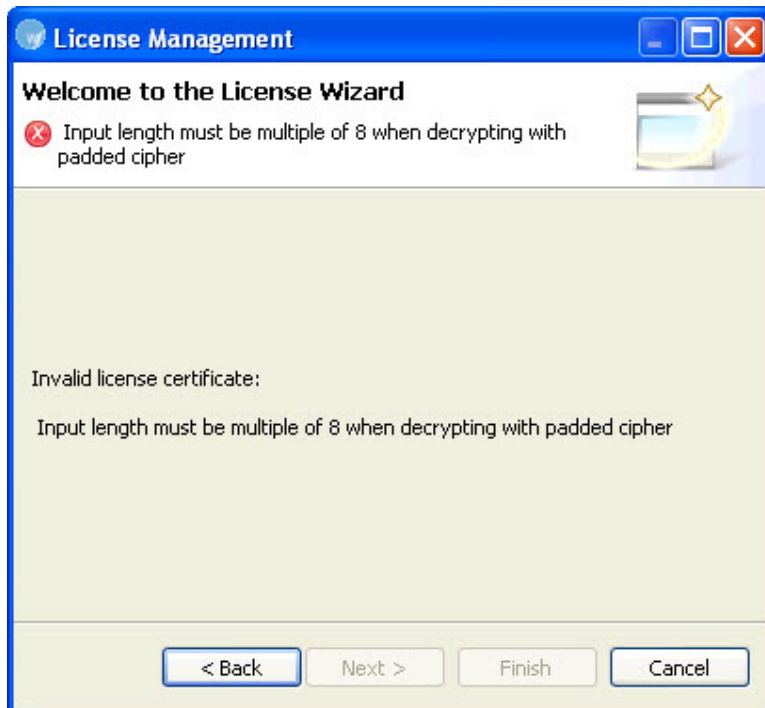 License Management
Welcome to the License Wizard
Input length must be multiple of 8 when decrypting with
padded cipher
Invalid license certificate:
Input length must be multiple of 8 when decrypting with padded cipher
< Back Next > Finish Cancel